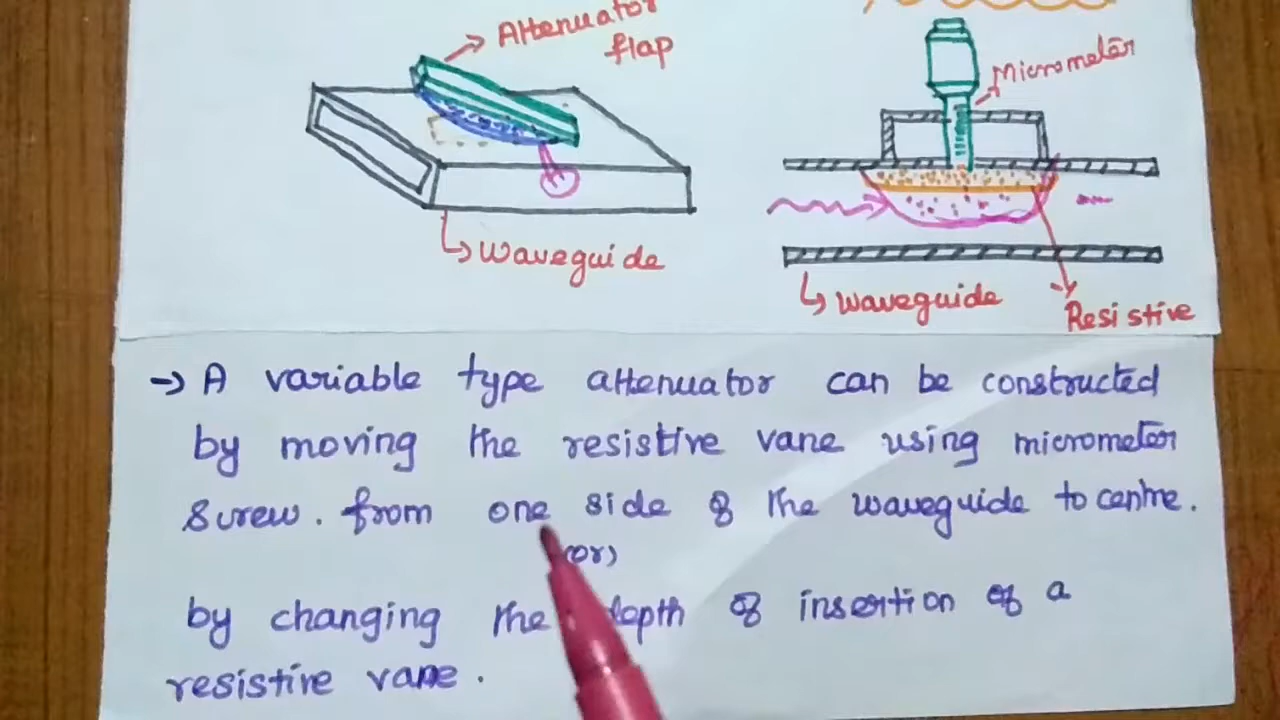 Attenuator
flap
Micrometer
Waveguide
Waveguide
Resistive
→ A variable type attenuator can be constructed
by moving the resistive vane using micrometer
screw. from one side of the waveguide to centre.
(or)
by changing the depth of insertion of a
resistive vane.